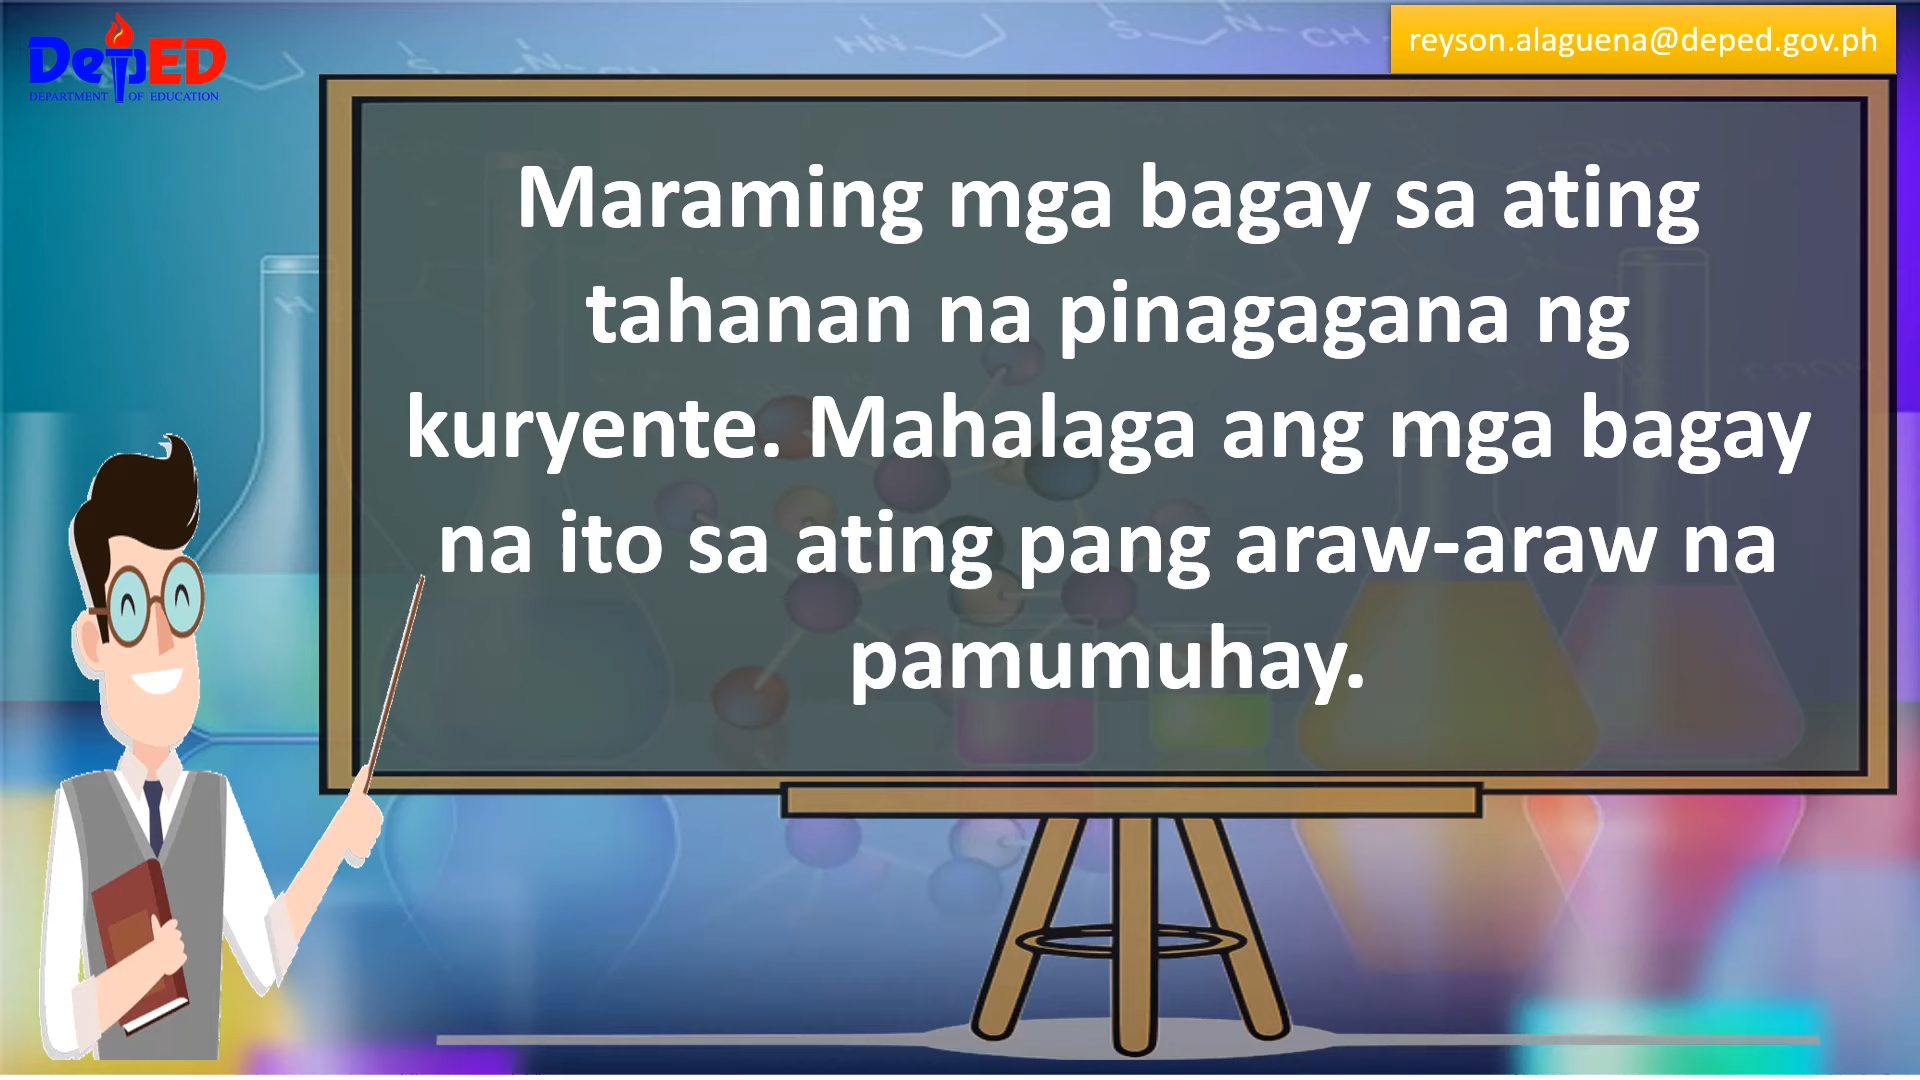 DepED
DEPARTMENT OF EDUCATION
reyson.alaguena@deped.gov.ph
Maraming mga bagay sa ating
tahanan na pinagagana ng
kuryente. Mahalaga ang mga bagay
na ito sa ating pang araw-araw na
pamumuhay.